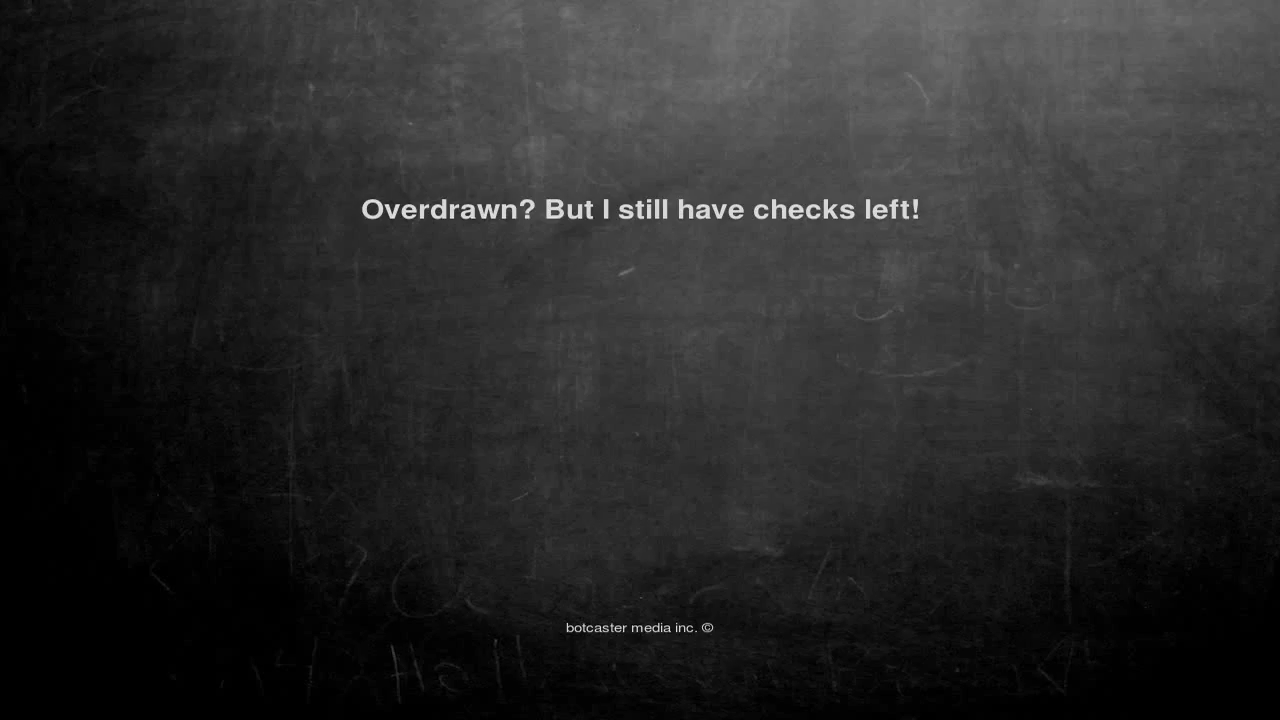 Overdrawn? But I still have checks left!
botcaster media inc. ©